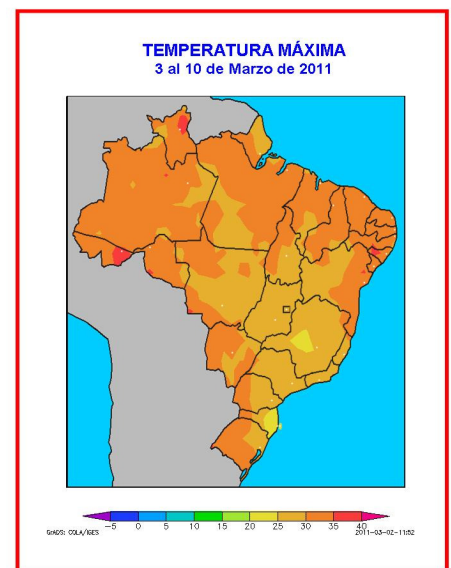 TEMPERATURA MÁXIMA
3 al 10 de Marzo de 2011
-5 0 5 10 15 20 25 30 35 40
GrADS: COLA/IGES 2011-03-02-11:52